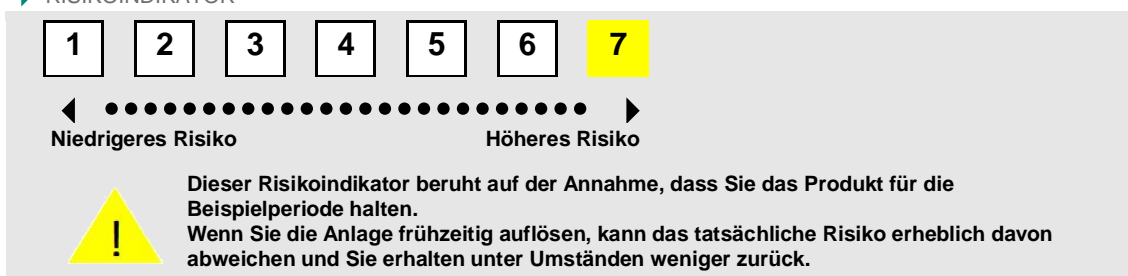 RISIKOINDIKATOR
1 2 3 4 5 6 7
Niedrigeres Risiko Höheres Risiko
Dieser Risikoindikator beruht auf der Annahme, dass Sie das Produkt für die
Beispielperiode halten.
Wenn Sie die Anlage frühzeitig auflösen, kann das tatsächliche Risiko erheblich davon
abweichen und Sie erhalten unter Umständen weniger zurück.
!